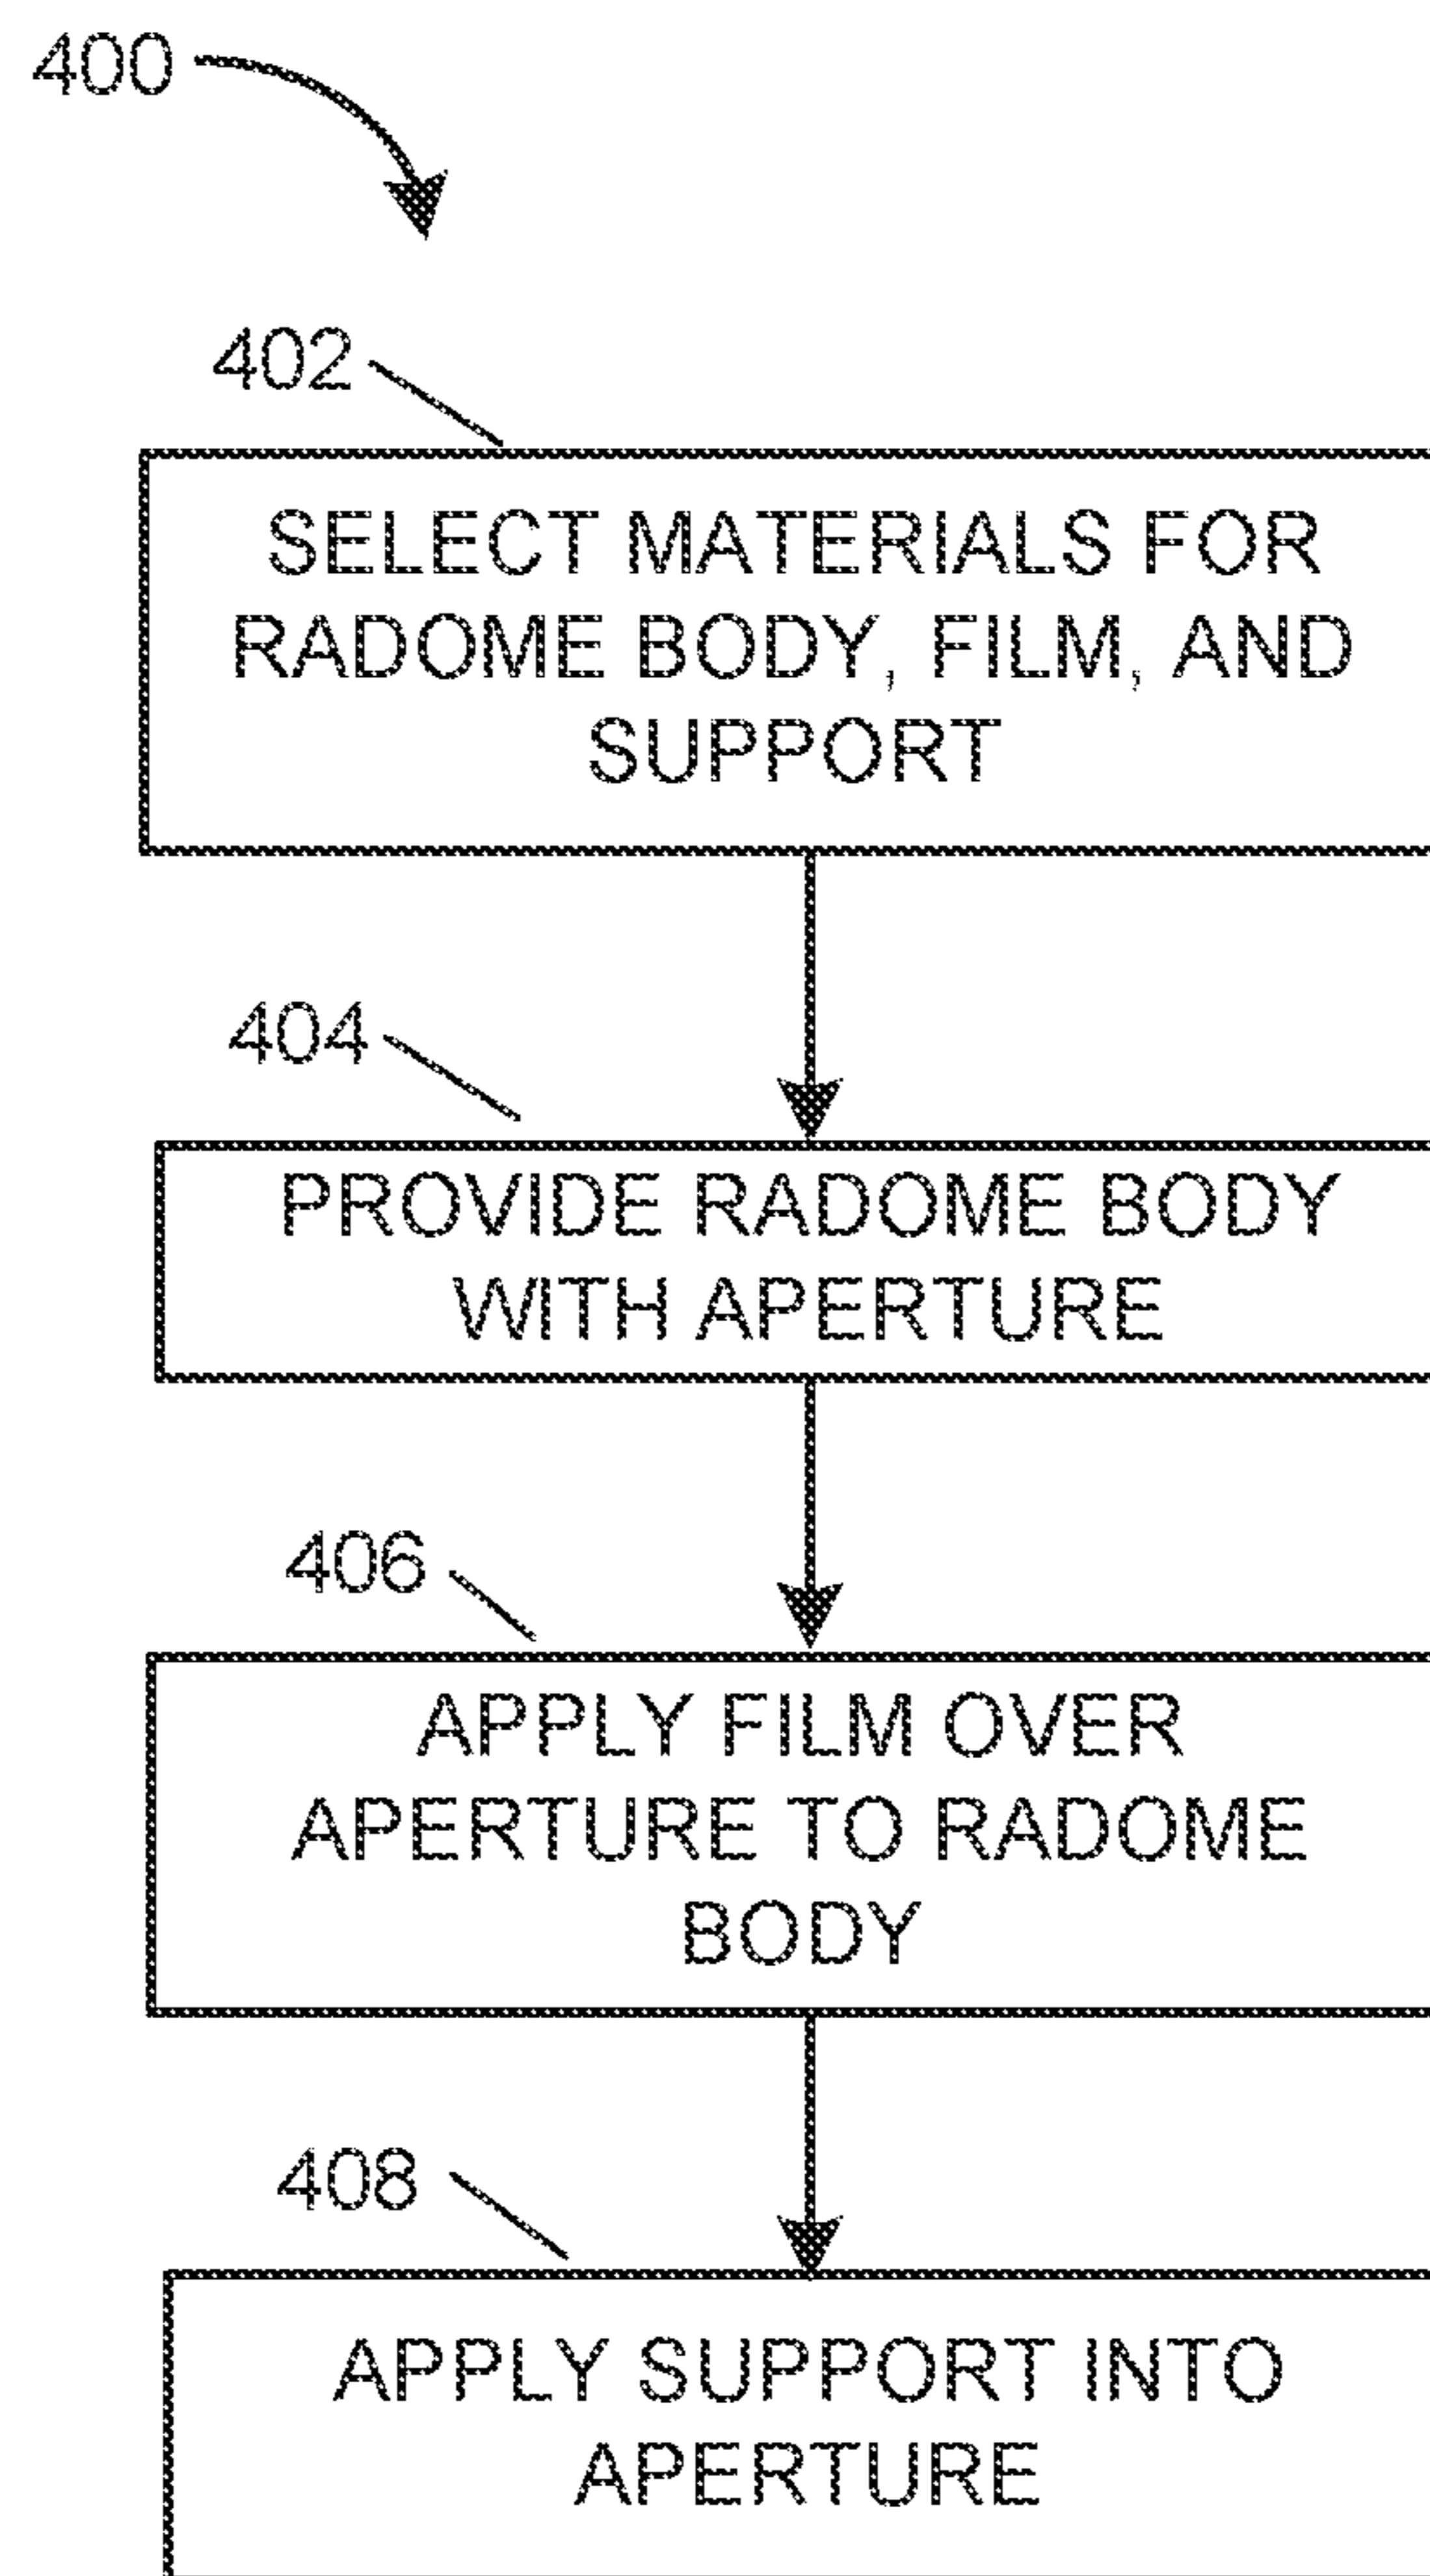 400
402
SELECT MATERIALS FOR
RADOME BODY, FILM, AND
SUPPORT
404
PROVIDE RADOME BODY
WITH APERTURE
406
APPLY FILM OVER
APERTURE TO RADOME
BODY
408
APPLY SUPPORT INTO
APERTURE